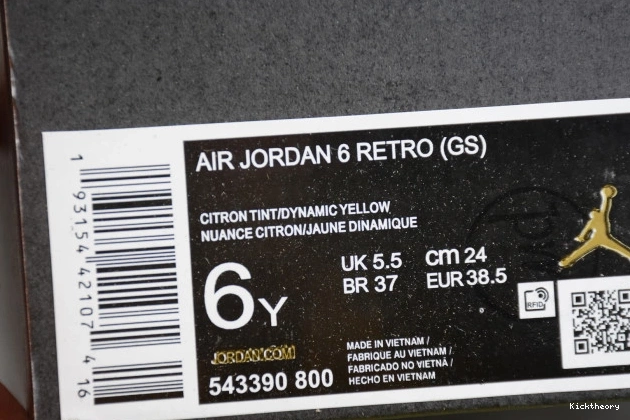 AIR JORDAN 6 RETRO (GS)
CITRON TINT/DYNAMIC YELLOW
NUANCE CITRON/JAUNE DINAMIQUE
6Y
UK 5.5 cm 24
BR 37 EUR 38.5
RFID
JORDAN.COM
543390 800
MADE IN VIETNAM /
FABRIQUE AU VIETNAM /
FABRICADO NO VIETNÃ /
HECHO EN VIETNAM
1 93154 42107 4 16
Kicktheory